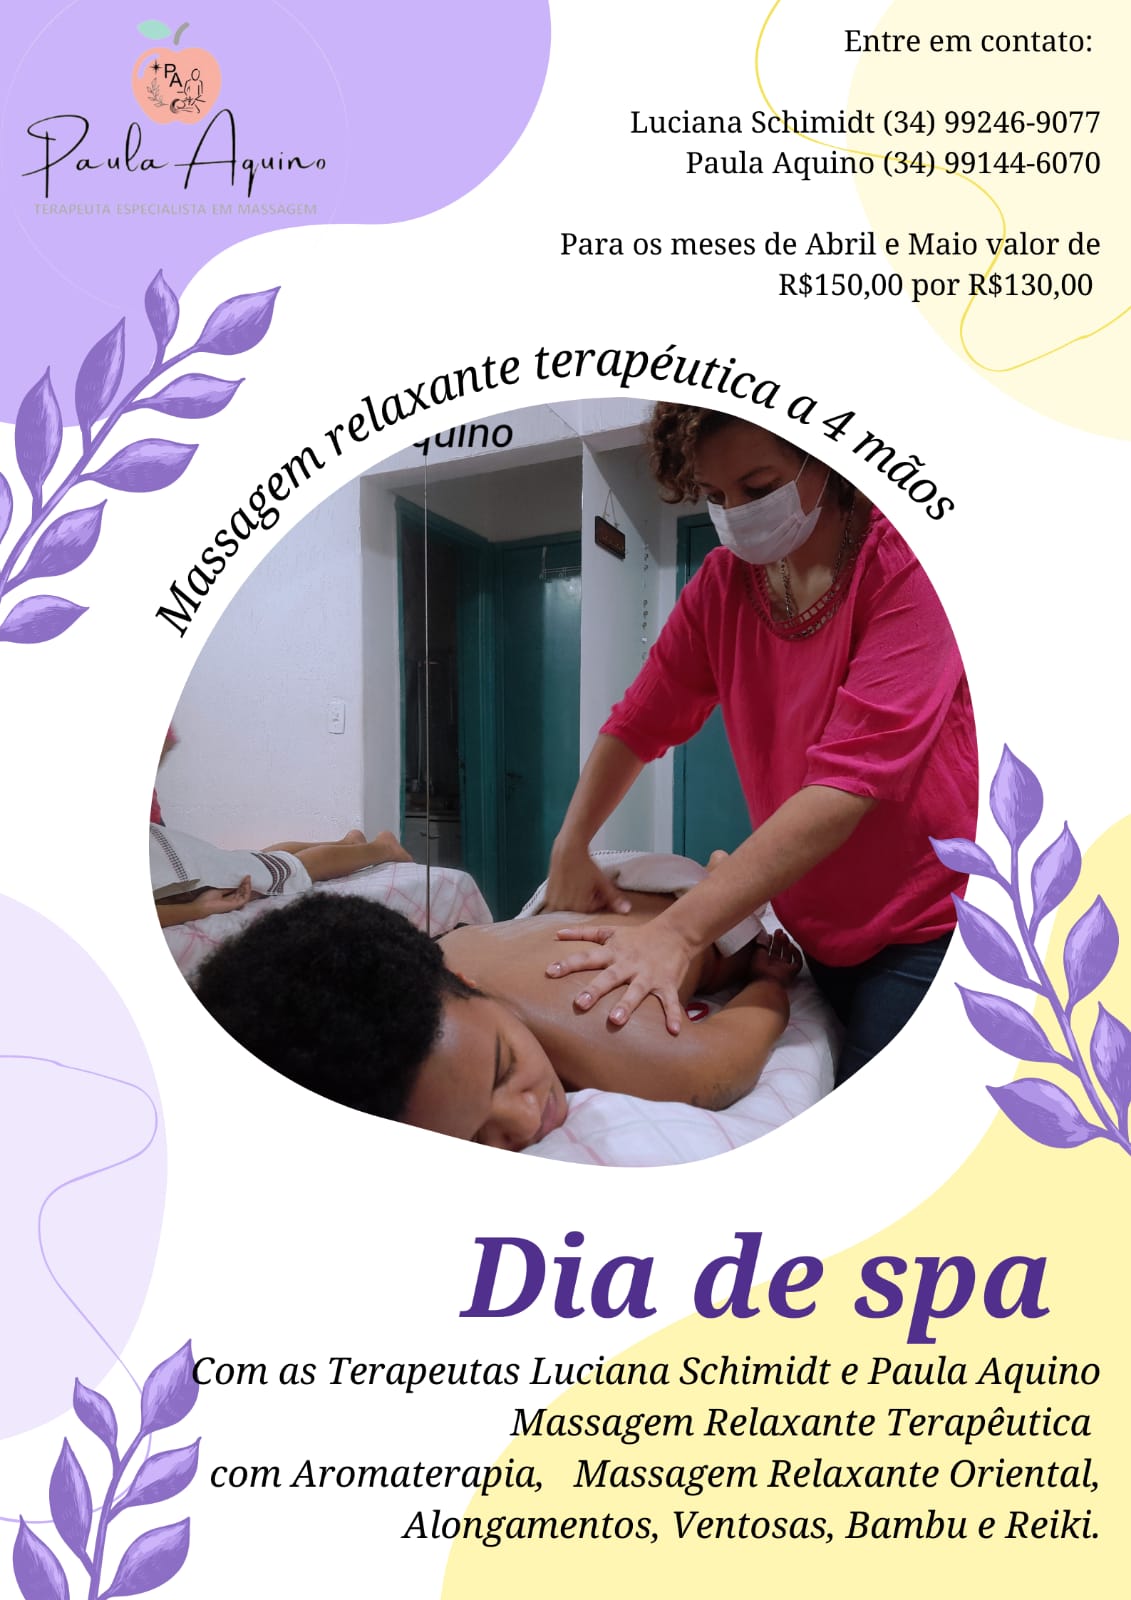 PA
Paula Aquino
TERAPEUTA ESPECIALISTA EM MASSAGEM
Entre em contato:
Luciana Schimidt (34) 99246-9077
Paula Aquino (34) 99144-6070
Para os meses de Abril e Maio valor de
R$150,00 por R$130,00
Massagem relaxante terapéutica a 4 mãos
quino
Dia de spa
Com as Terapeutas Luciana Schimidt e Paula Aquino
Massagem Relaxante Terapêutica
com Aromaterapia, Massagem Relaxante Oriental,
Alongamentos, Ventosas, Bambu e Reiki.